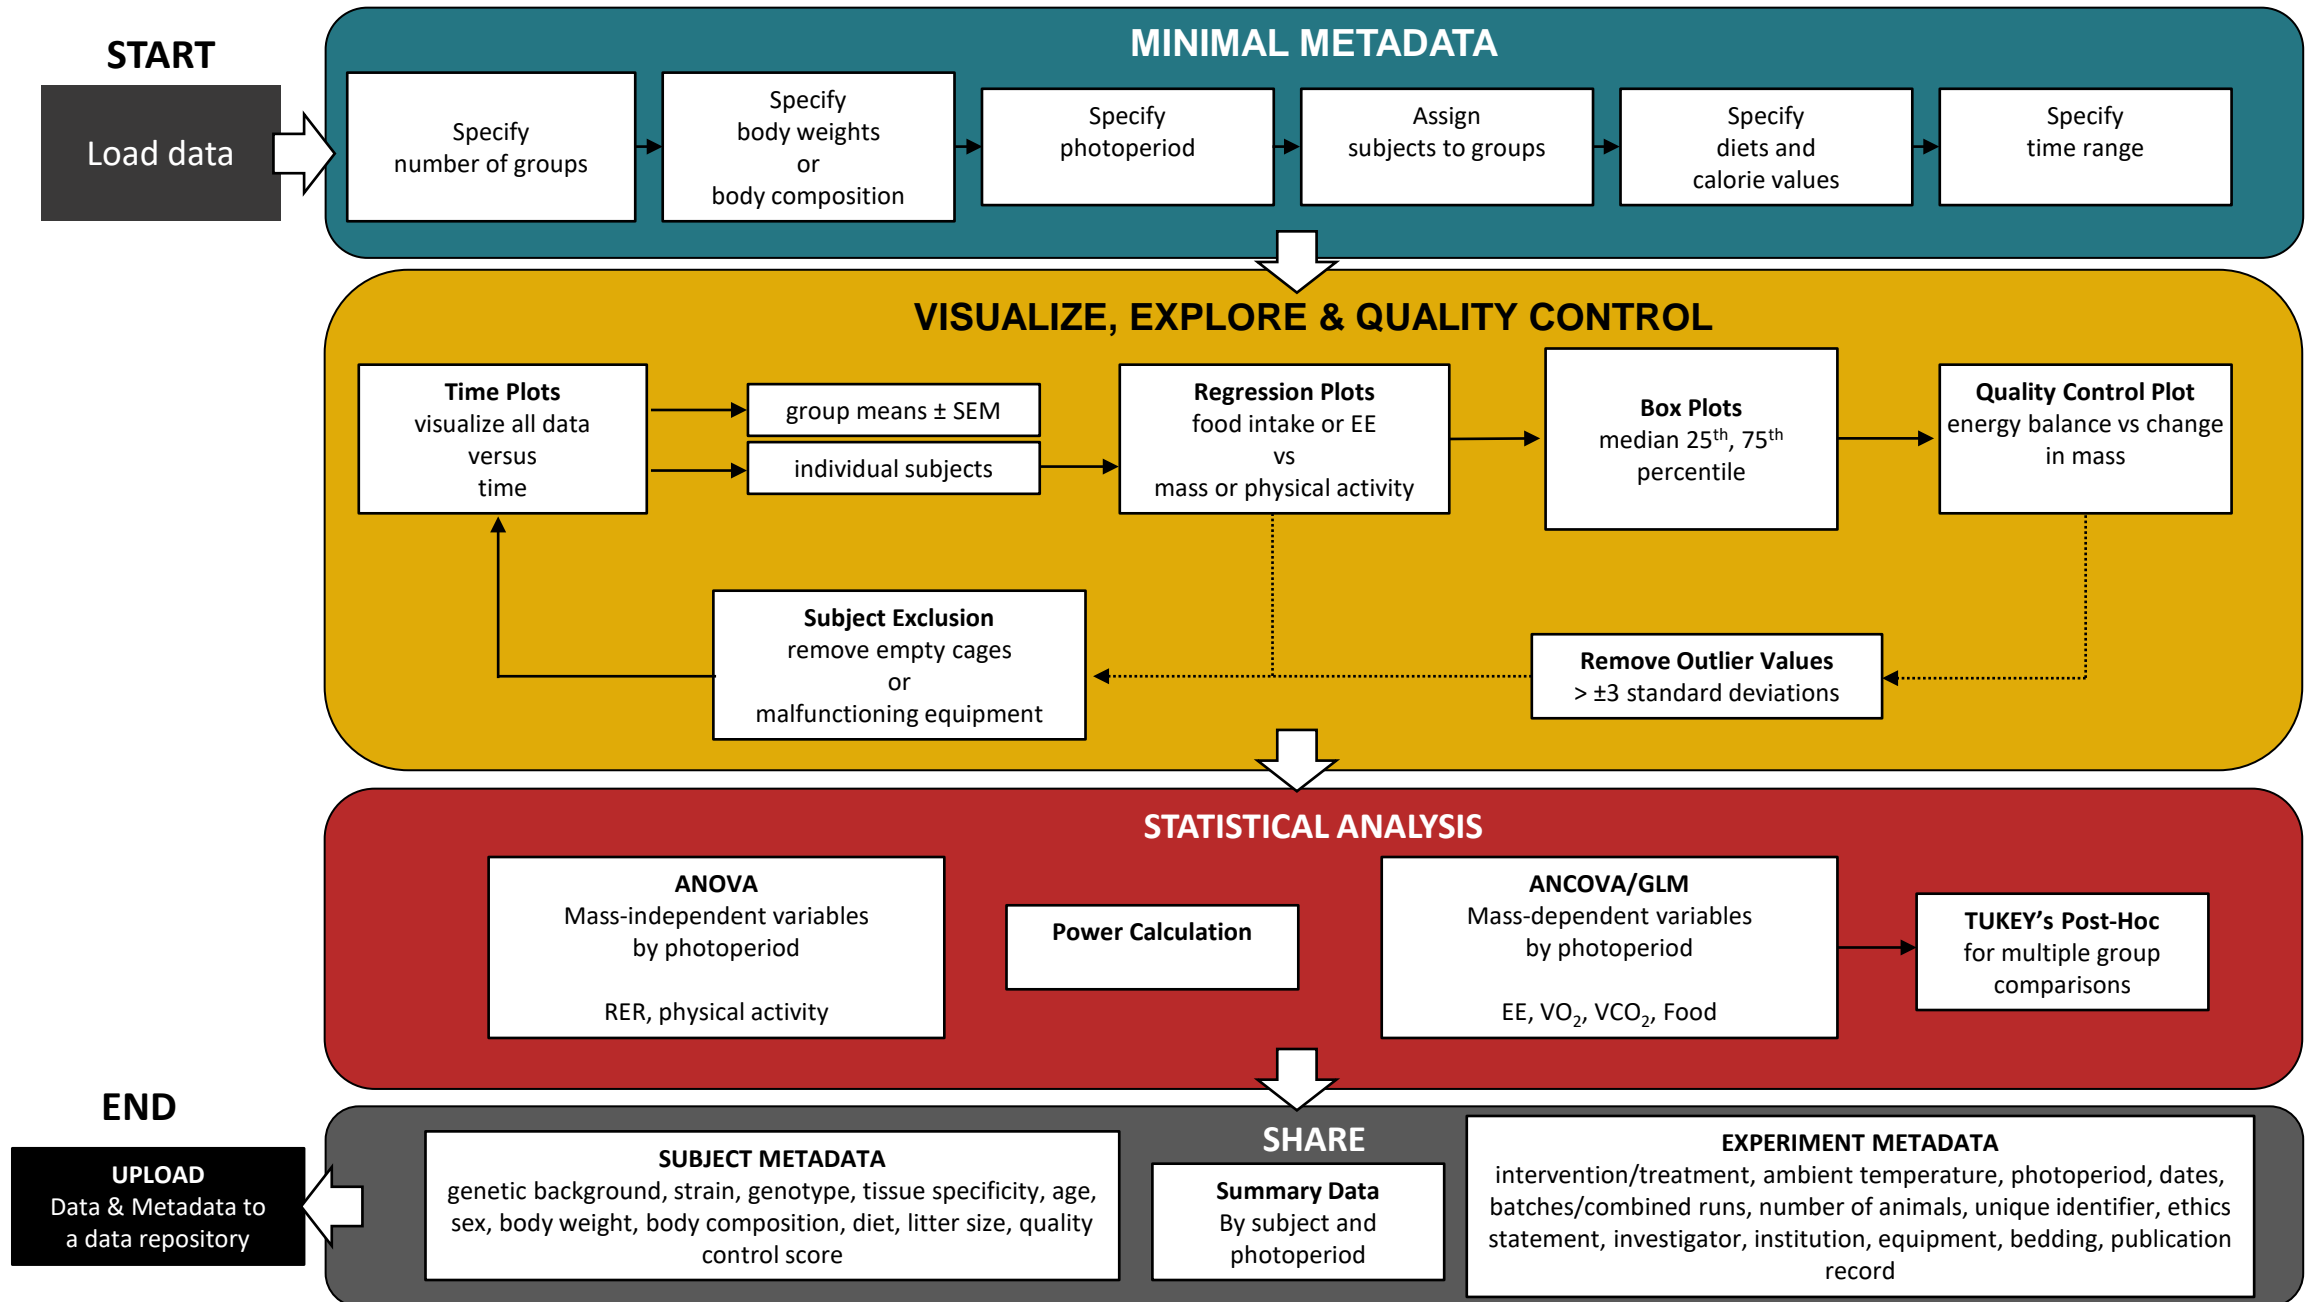 START
Load data
MINIMAL METADATA
Specify
number of groups
Specify
body weights
or
body composition
Specify
photoperiod
Assign
subjects to groups
Specify
diets and
calorie values
Specify
time range
VISUALIZE, EXPLORE & QUALITY CONTROL
Time Plots
visualize all data
versus
time
group means ± SEM
individual subjects
Regression Plots
food intake or EE
vs
mass or physical activity
Box Plots
median 25th, 75th
percentile
Quality Control Plot
energy balance vs change
in mass
Subject Exclusion
remove empty cages
or
malfunctioning equipment
Remove Outlier Values
> ±3 standard deviations
STATISTICAL ANALYSIS
ANOVA
Mass-independent variables
by photoperiod
RER, physical activity
Power Calculation
ANCOVA/GLM
Mass-dependent variables
by photoperiod
EE, VO2, VCO2, Food
TUKEY's Post-Hoc
for multiple group
comparisons
END
UPLOAD
Data & Metadata to
a data repository
SHARE
SUBJECT METADATA
genetic background, strain, genotype, tissue specificity, age,
sex, body weight, body composition, diet, litter size, quality
control score
Summary Data
By subject and
photoperiod
EXPERIMENT METADATA
intervention/treatment, ambient temperature, photoperiod, dates,
batches/combined runs, number of animals, unique identifier, ethics
statement, investigator, institution, equipment, bedding, publication
record